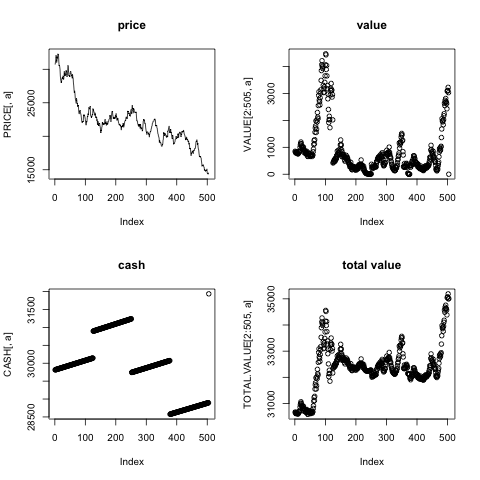 price
PRICE[, a]
25000
15000
0 100 200 300 400 500
Index
value
VALUE[2:505, a]
3000
1000
0
0 100 200 300 400 500
Index
cash
CASH[, a]
31500
30000
28500
0 100 200 300 400 500
Index
total value
TOTAL.VALUE[2:505, a]
35000
33000
31000
0 100 200 300 400 500
Index